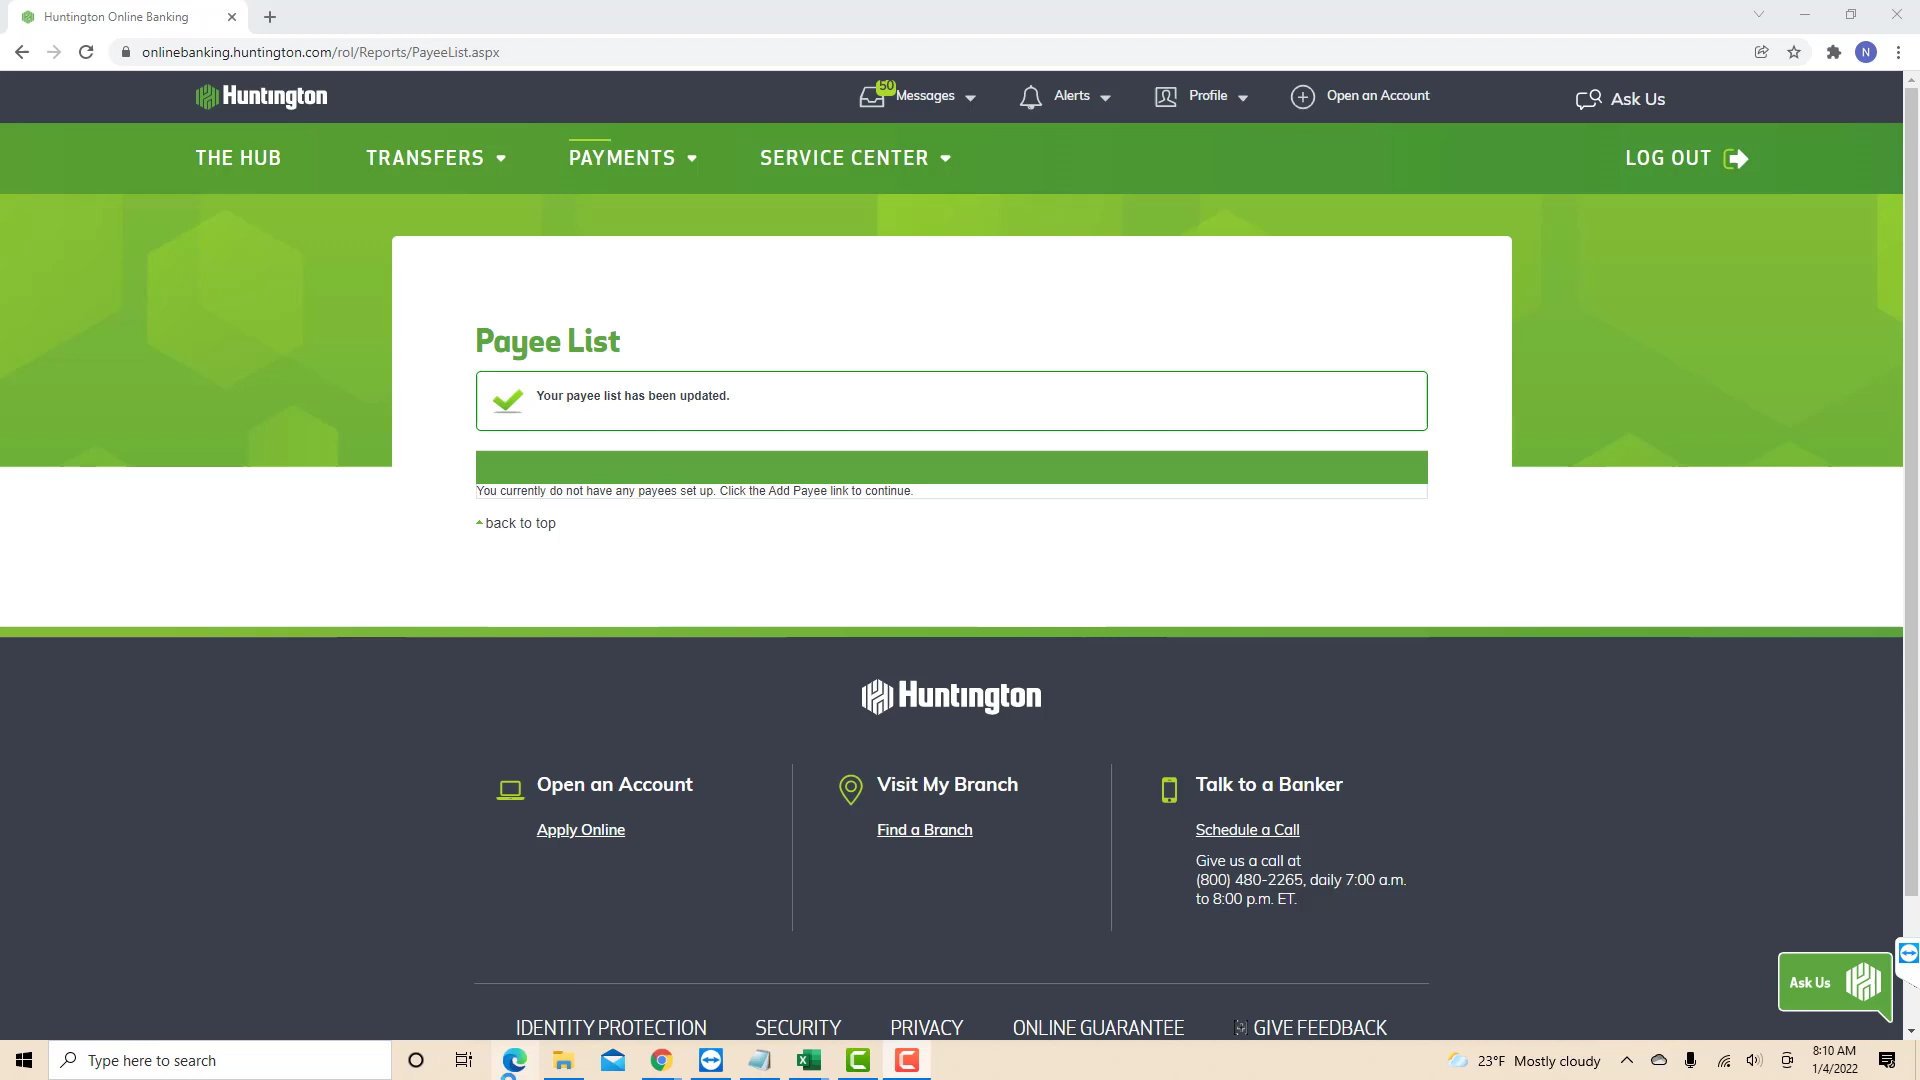 Huntington Online Banking
onlinebanking.huntington.com/rol/Reports/PayeeList.aspx
N
Huntington
50
Messages
Alerts
Profile
Open an Account
Ask Us
THE HUB
TRANSFERS
PAYMENTS
SERVICE CENTER
LOG OUT
Payee List
Your payee list has been updated.
You currently do not have any payees set up. Click the Add Payee link to continue.
back to top
Huntington
Open an Account
Apply Online
Visit My Branch
Find a Branch
Talk to a Banker
Schedule a Call
Give us a call at
(800) 480-2265, daily 7:00 a.m.
to 8:00 p.m. ET.
Ask Us
IDENTITY PROTECTION
SECURITY
PRIVACY
ONLINE GUARANTEE
GIVE FEEDBACK
Type here to search
23°F Mostly cloudy
8:10 AM
1/4/2022